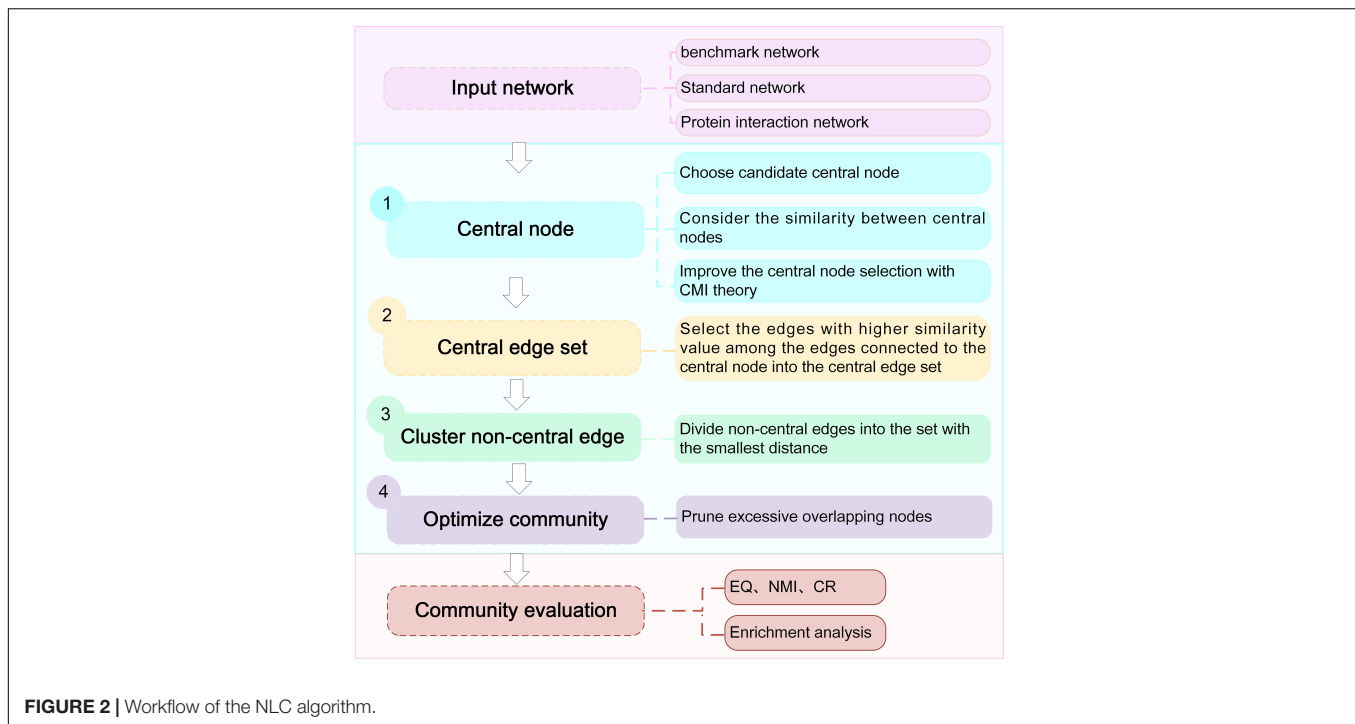 Input network
benchmark network
Standard network
Protein interaction network
1
Central node
Choose candidate central node
Consider the similarity between central
nodes
Improve the central node selection with
CMI theory
2
Central edge set
Select the edges with higher similarity
value among the edges connected to the
central node into the central edge set
3
Cluster non-central edge
Divide non-central edges into the set with
the smallest distance
4
Optimize community
Prune excessive overlapping nodes
Community evaluation
EQ、NMI、CR
Enrichment analysis
FIGURE 2 | Workflow of the NLC algorithm.